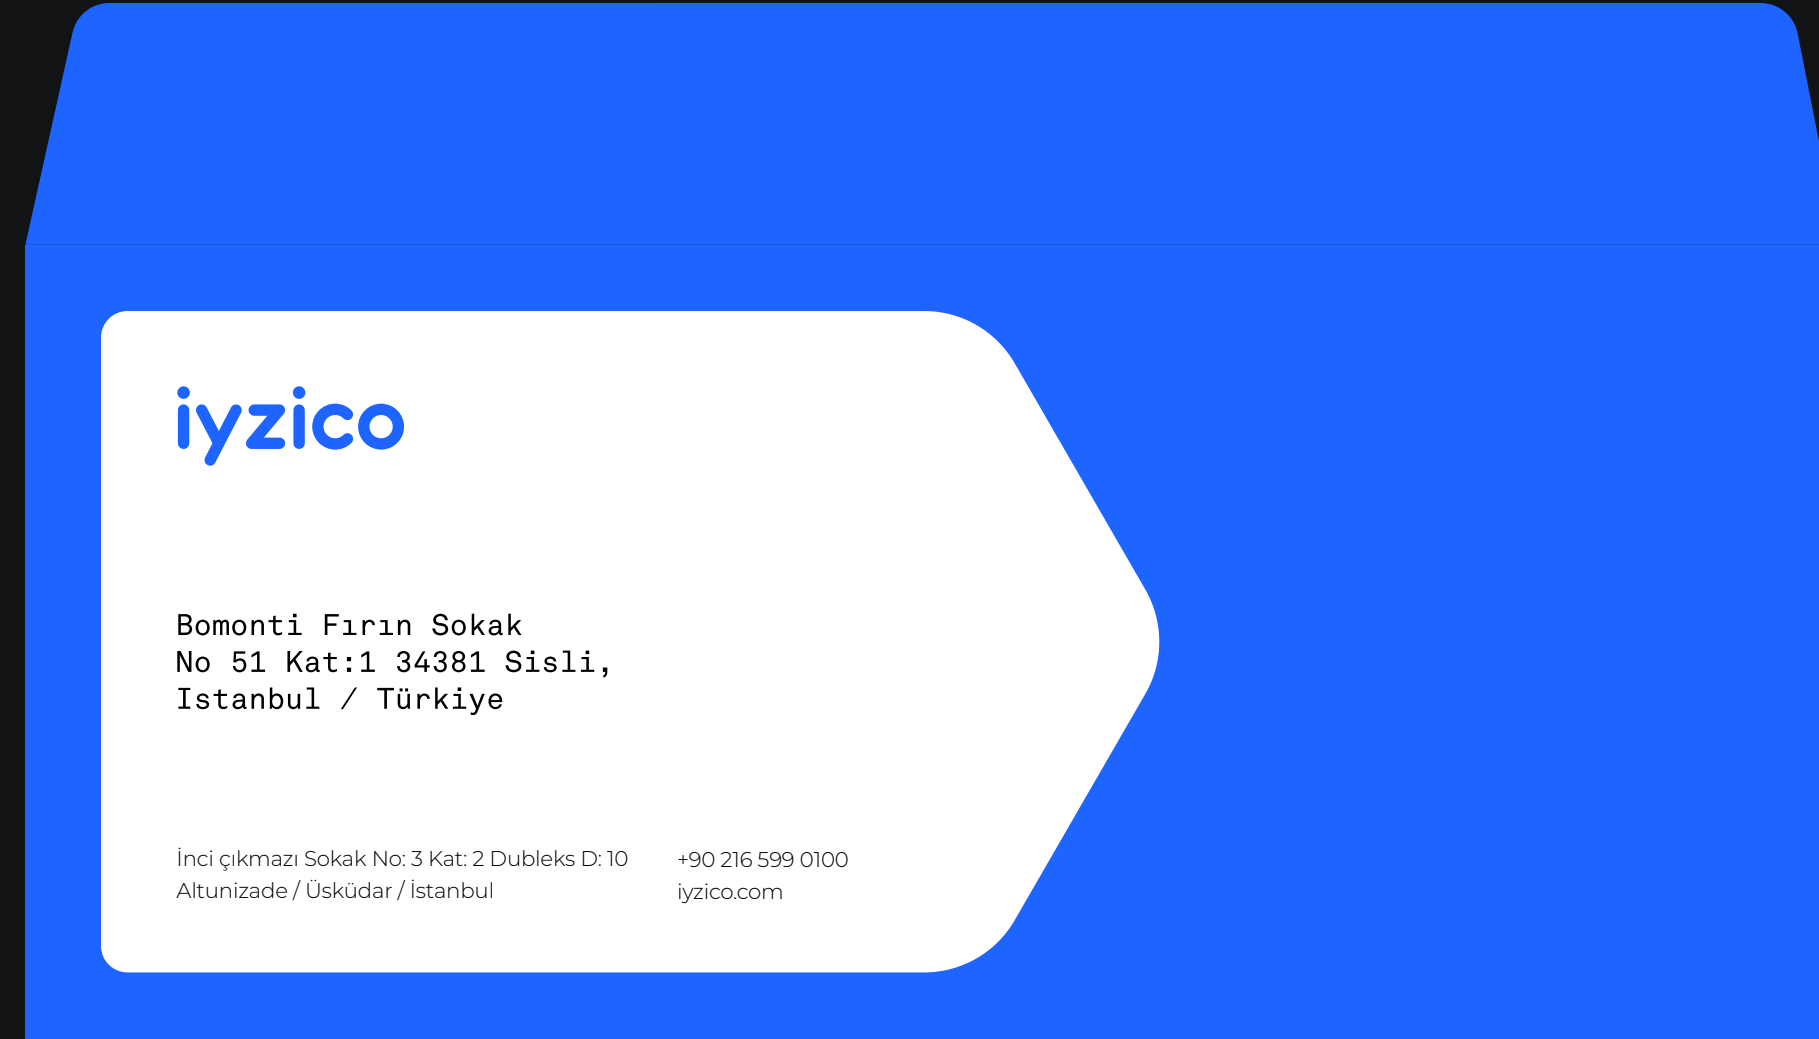 iyzico
Bomonti Fırın Sokak
No 51 Kat:1 34381 Sisli,
Istanbul / Türkiye
İnci çıkmazı Sokak No: 3 Kat: 2 Dubleks D: 10
Altunizade / Üsküdar / İstanbul
+90 216 599 0100
iyzico.com